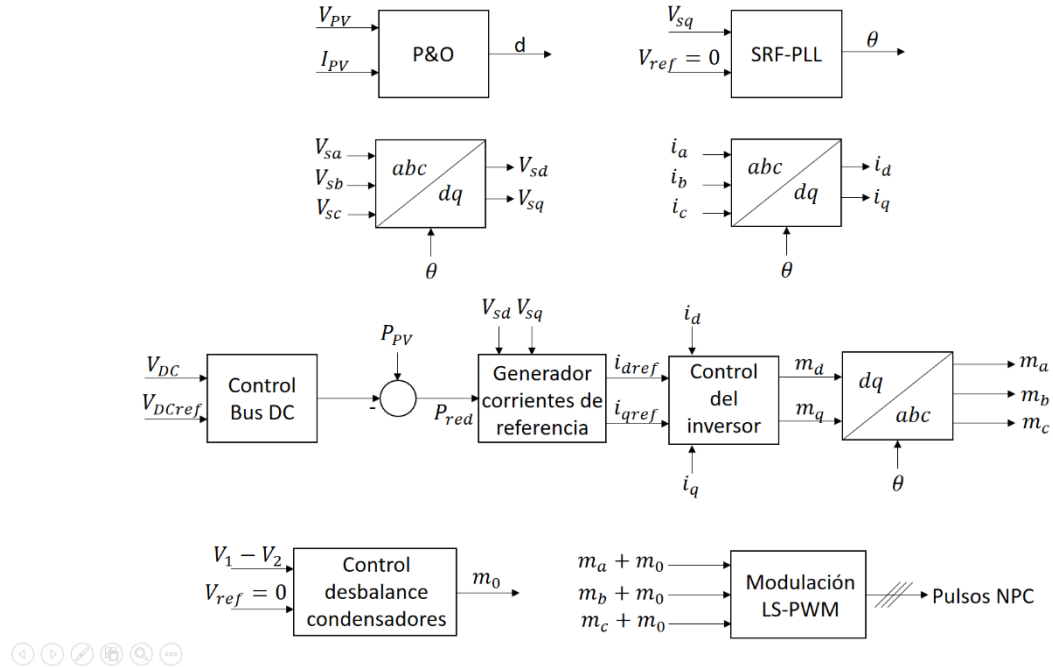 V_PV
I_PV
P&O
d
V_sq
V_ref = 0
SRF-PLL
θ
V_sa
V_sb
V_sc
abc
dq
V_sd
V_sq
θ
i_a
i_b
i_c
abc
dq
i_d
i_q
θ
V_DC
V_DCref
Control
Bus DC
P_PV
-
P_red
V_sd V_sq
Generador
corrientes de
referencia
i_dref
i_qref
i_d
Control
del
inversor
i_q
m_d
m_q
dq
abc
θ
m_a
m_b
m_c
V_1 − V_2
V_ref = 0
Control
desbalance
condensadores
m_0
m_a + m_0
m_b + m_0
m_c + m_0
Modulación
LS-PWM
Pulsos NPC